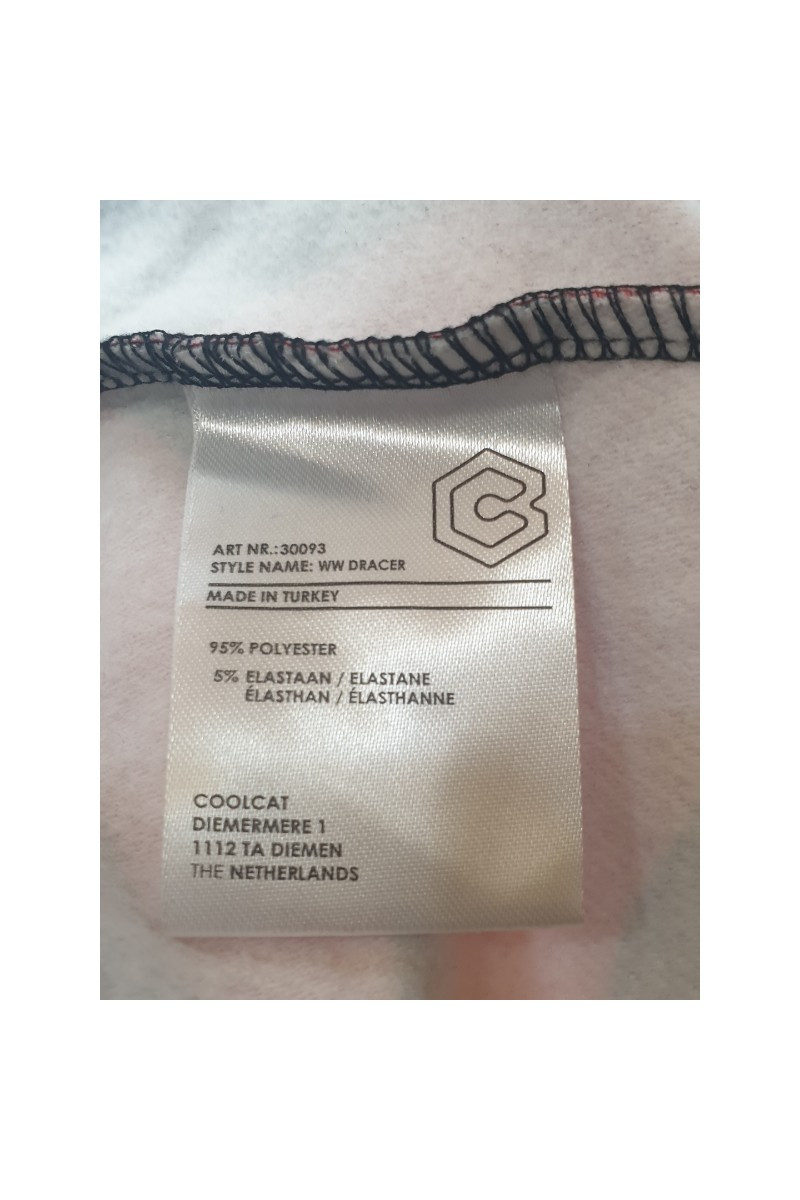 ART NR.:30093
STYLE NAME: WW DRACER
MADE IN TURKEY
95% POLYESTER
5% ELASTAAN / ELASTANE
ÉLASTHAN / ÉLASTHANNE
COOLCAT
DIEMERMERE 1
1112 TA DIEMEN
THE NETHERLANDS